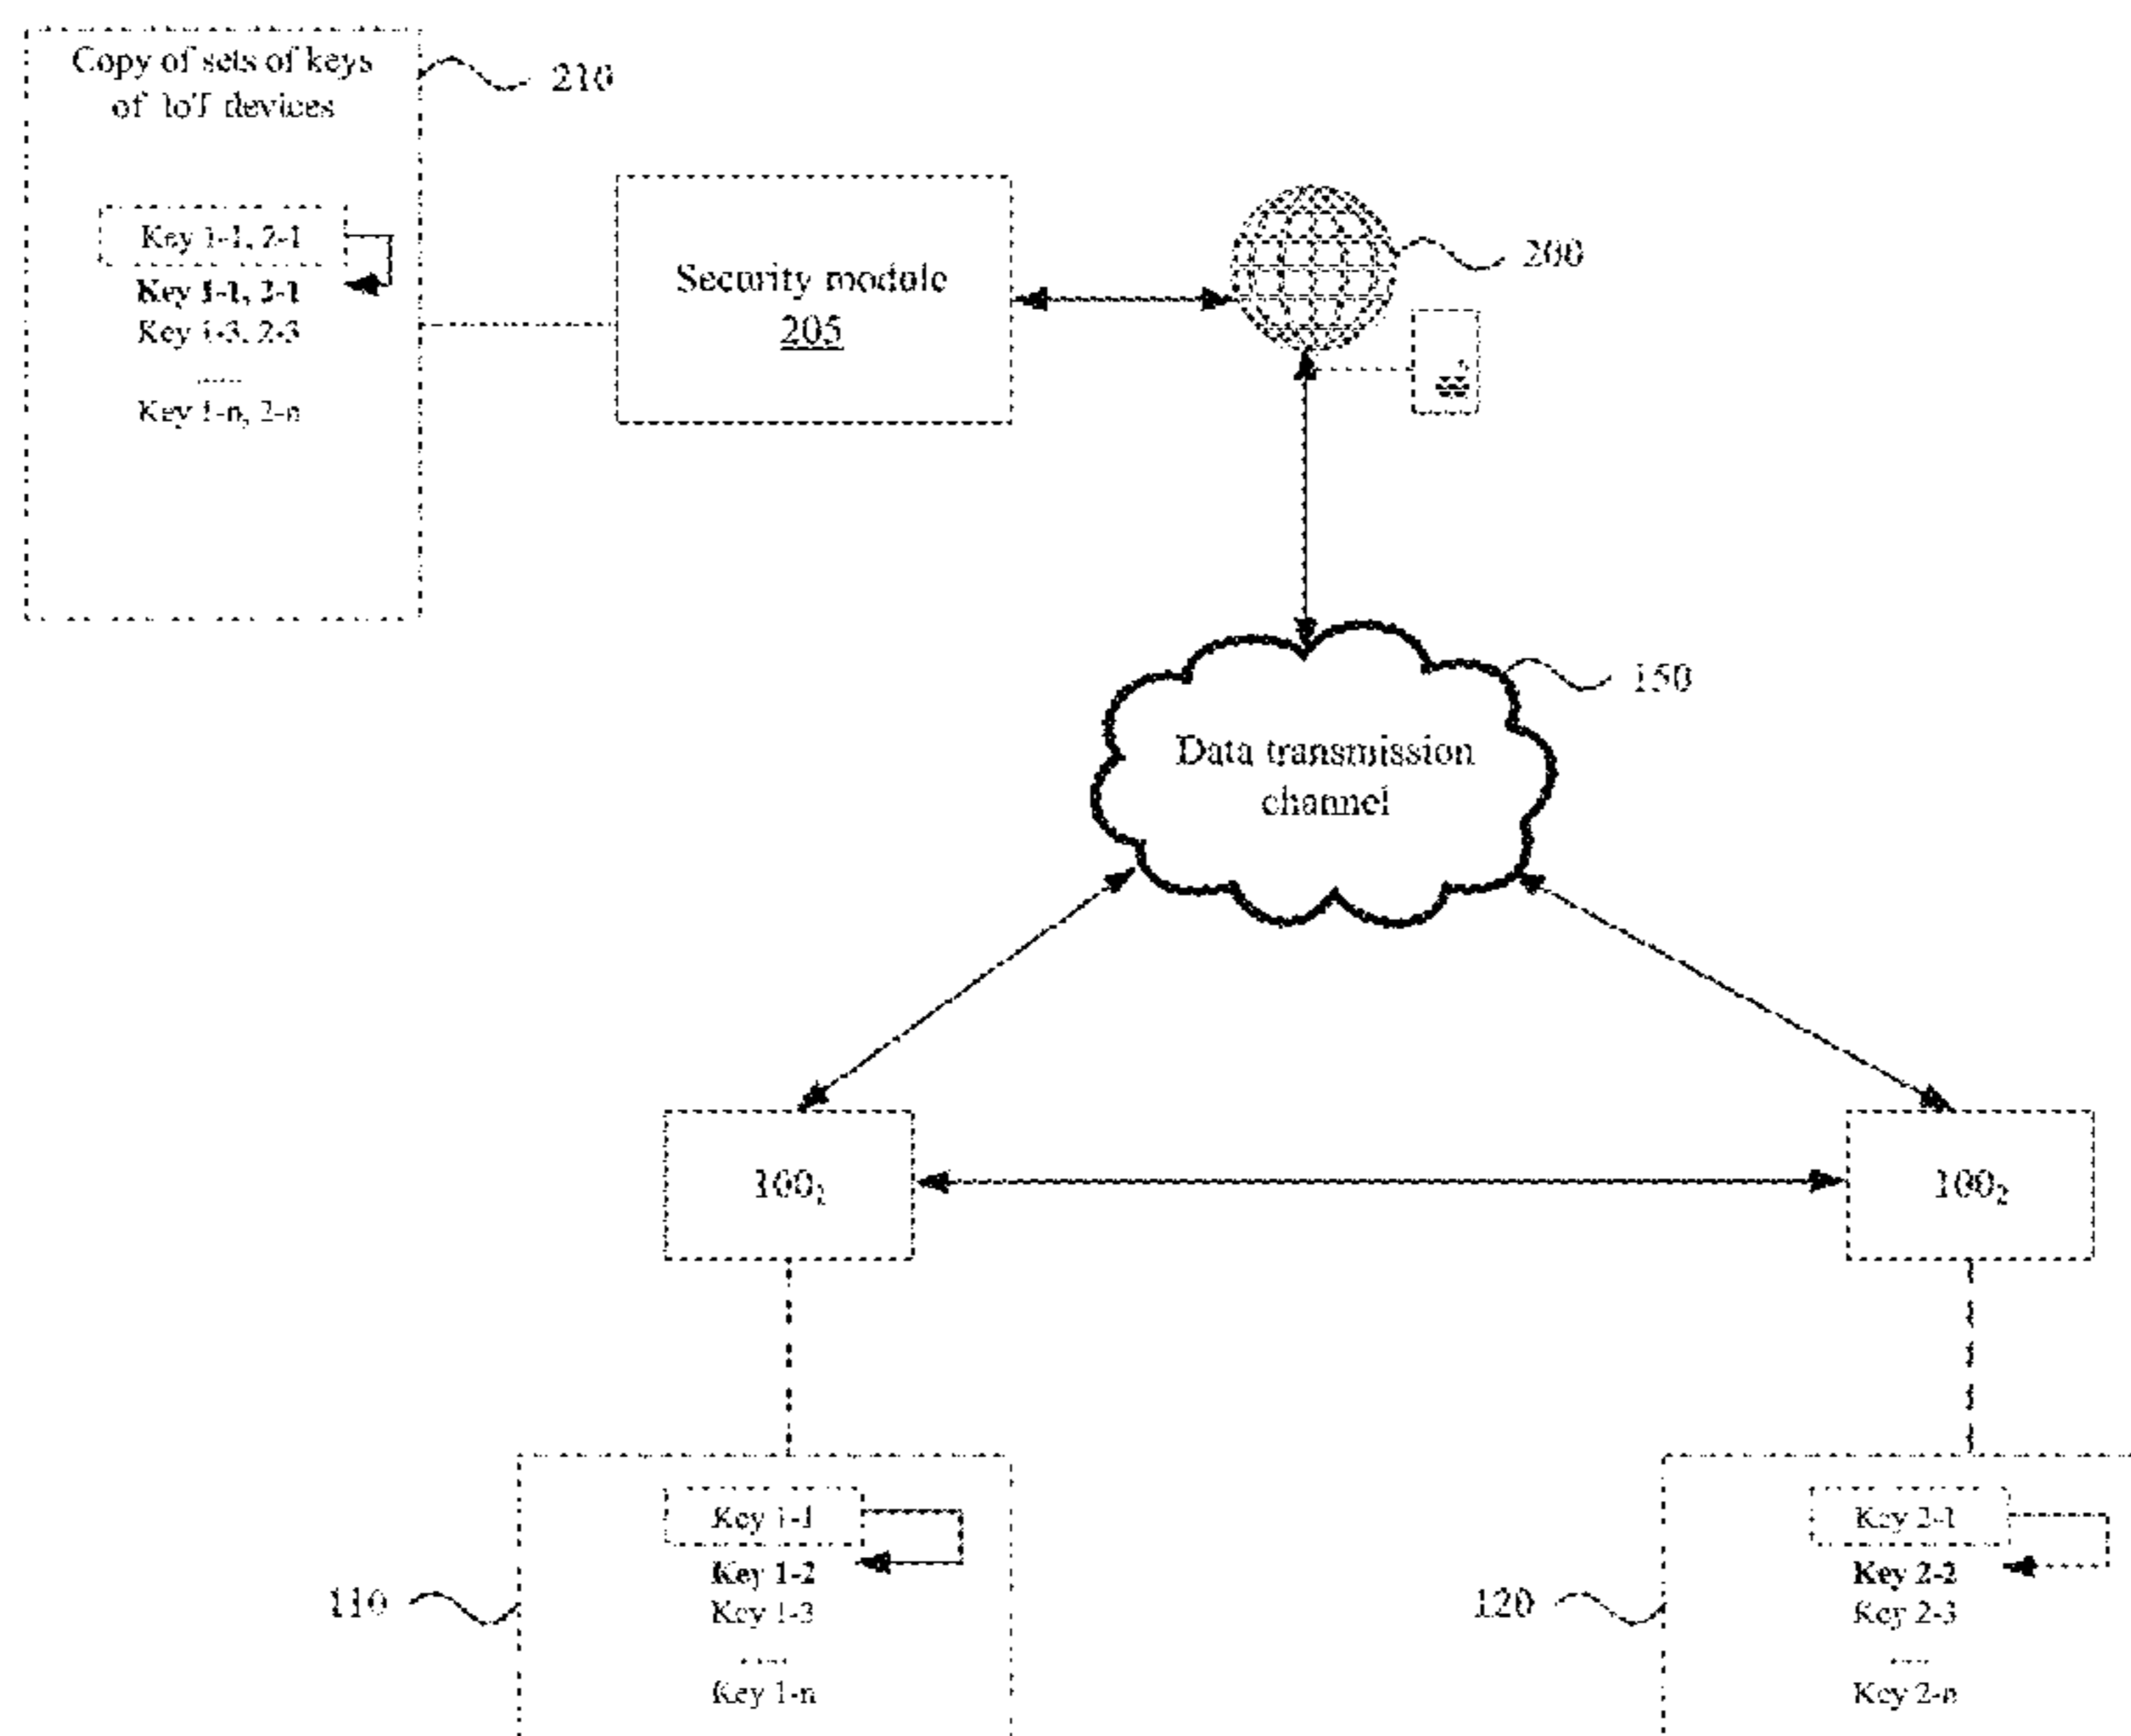 Copy of sets of keys
of IoT devices
210
Key 1-1, 2-1
Key 1-1, 2-1
Key 1-3, 2-3
.....
Key 1-n, 2-n
Security module
205
200
150
Data transmission
channel
100₁
100₂
110
Key 1-1
Key 1-2
Key 1-3
.....
Key 1-n
120
Key 2-1
Key 2-2
Key 2-3
.....
Key 2-n